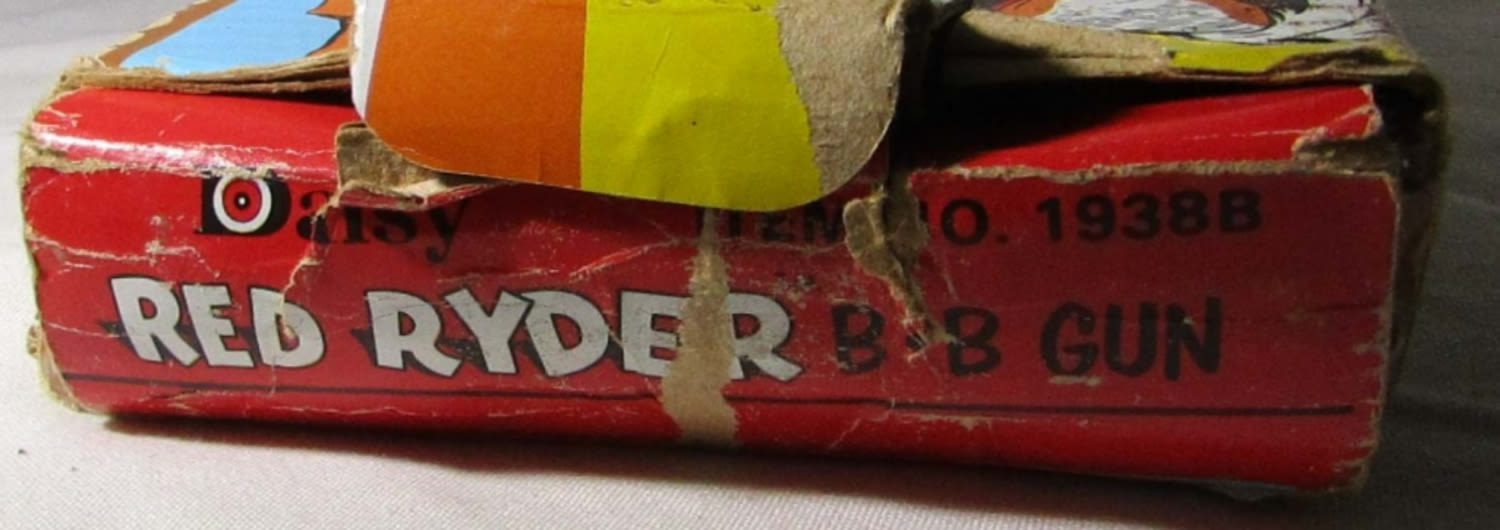 Daisy ITEM NO. 1938B
RED RYDER B·B GUN